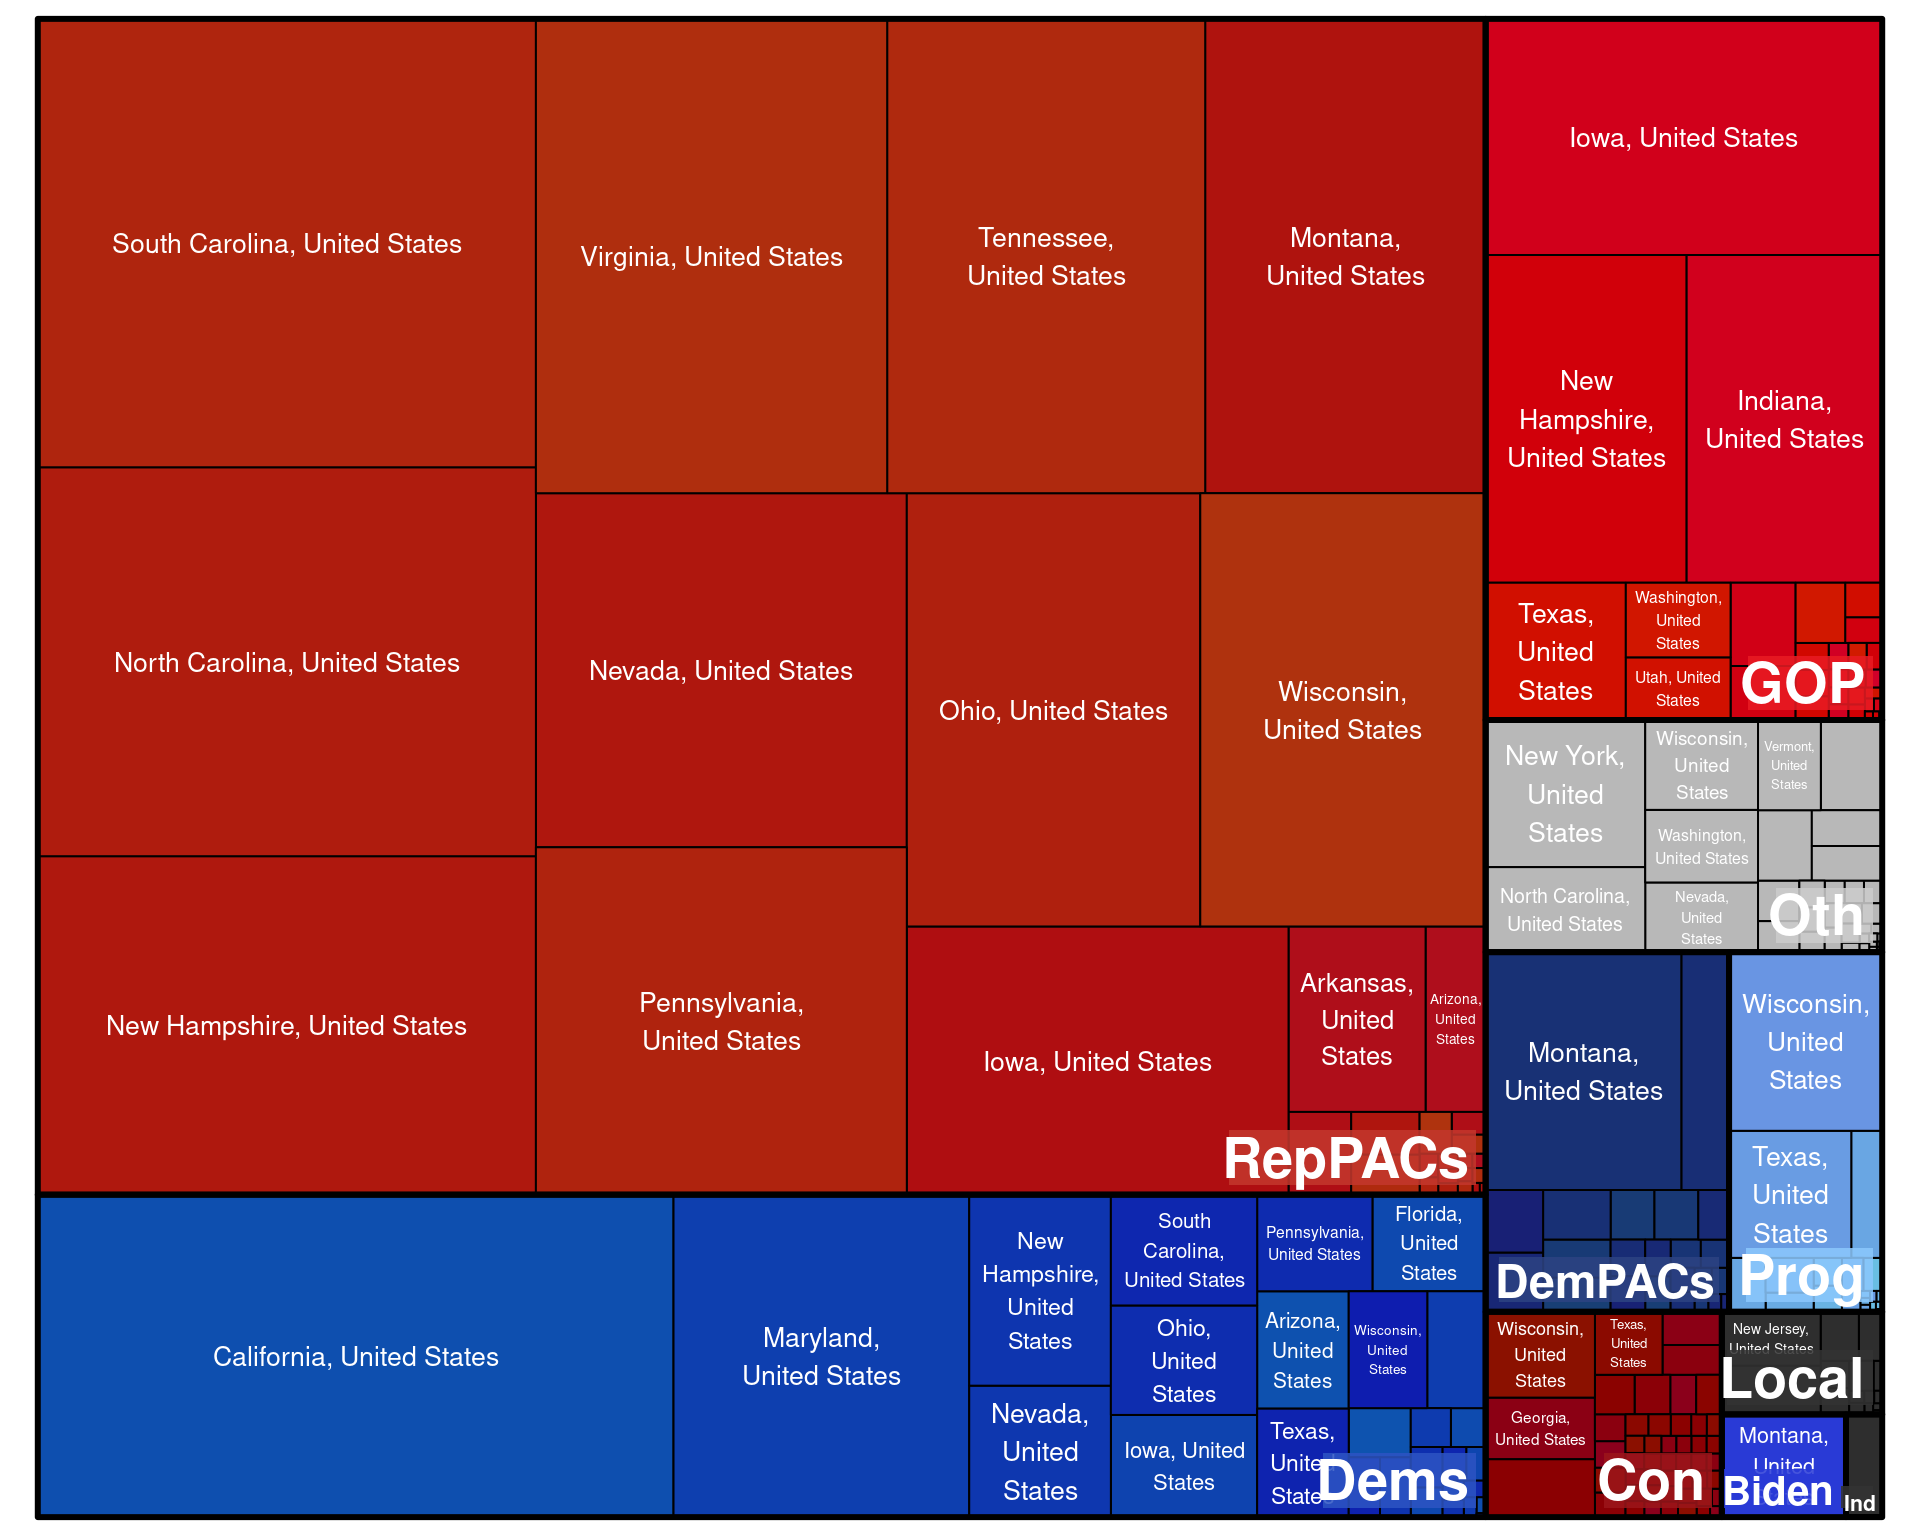 South Carolina, United States
Virginia, United States
Tennessee,
United States
Montana,
United States
North Carolina, United States
Nevada, United States
Ohio, United States
Wisconsin,
United States
New Hampshire, United States
Pennsylvania,
United States
Iowa, United States
Arkansas,
United
States
Arizona,
United
States
RepPACs
Iowa, United States
New
Hampshire,
United States
Indiana,
United States
Texas,
United
States
Washington,
United
States
Utah, United
States
GOP
New York,
United
States
Wisconsin,
United
States
Vermont,
United
States
North Carolina,
United States
Washington,
United States
Nevada,
United
States
Oth
Montana,
United States
DemPACs
Wisconsin,
United
States
Texas,
United
States
Prog
California, United States
Maryland,
United States
New
Hampshire,
United
States
Nevada,
United
States
South
Carolina,
United States
Ohio,
United
States
Iowa, United
States
Pennsylvania,
United States
Florida,
United
States
Arizona,
United
States
Wisconsin,
United
States
Texas,
United
States
Dems
Wisconsin,
United
States
Texas,
United
States
Georgia,
United States
Con
New Jersey,
United States
Local
Montana,
United
Biden
Ind